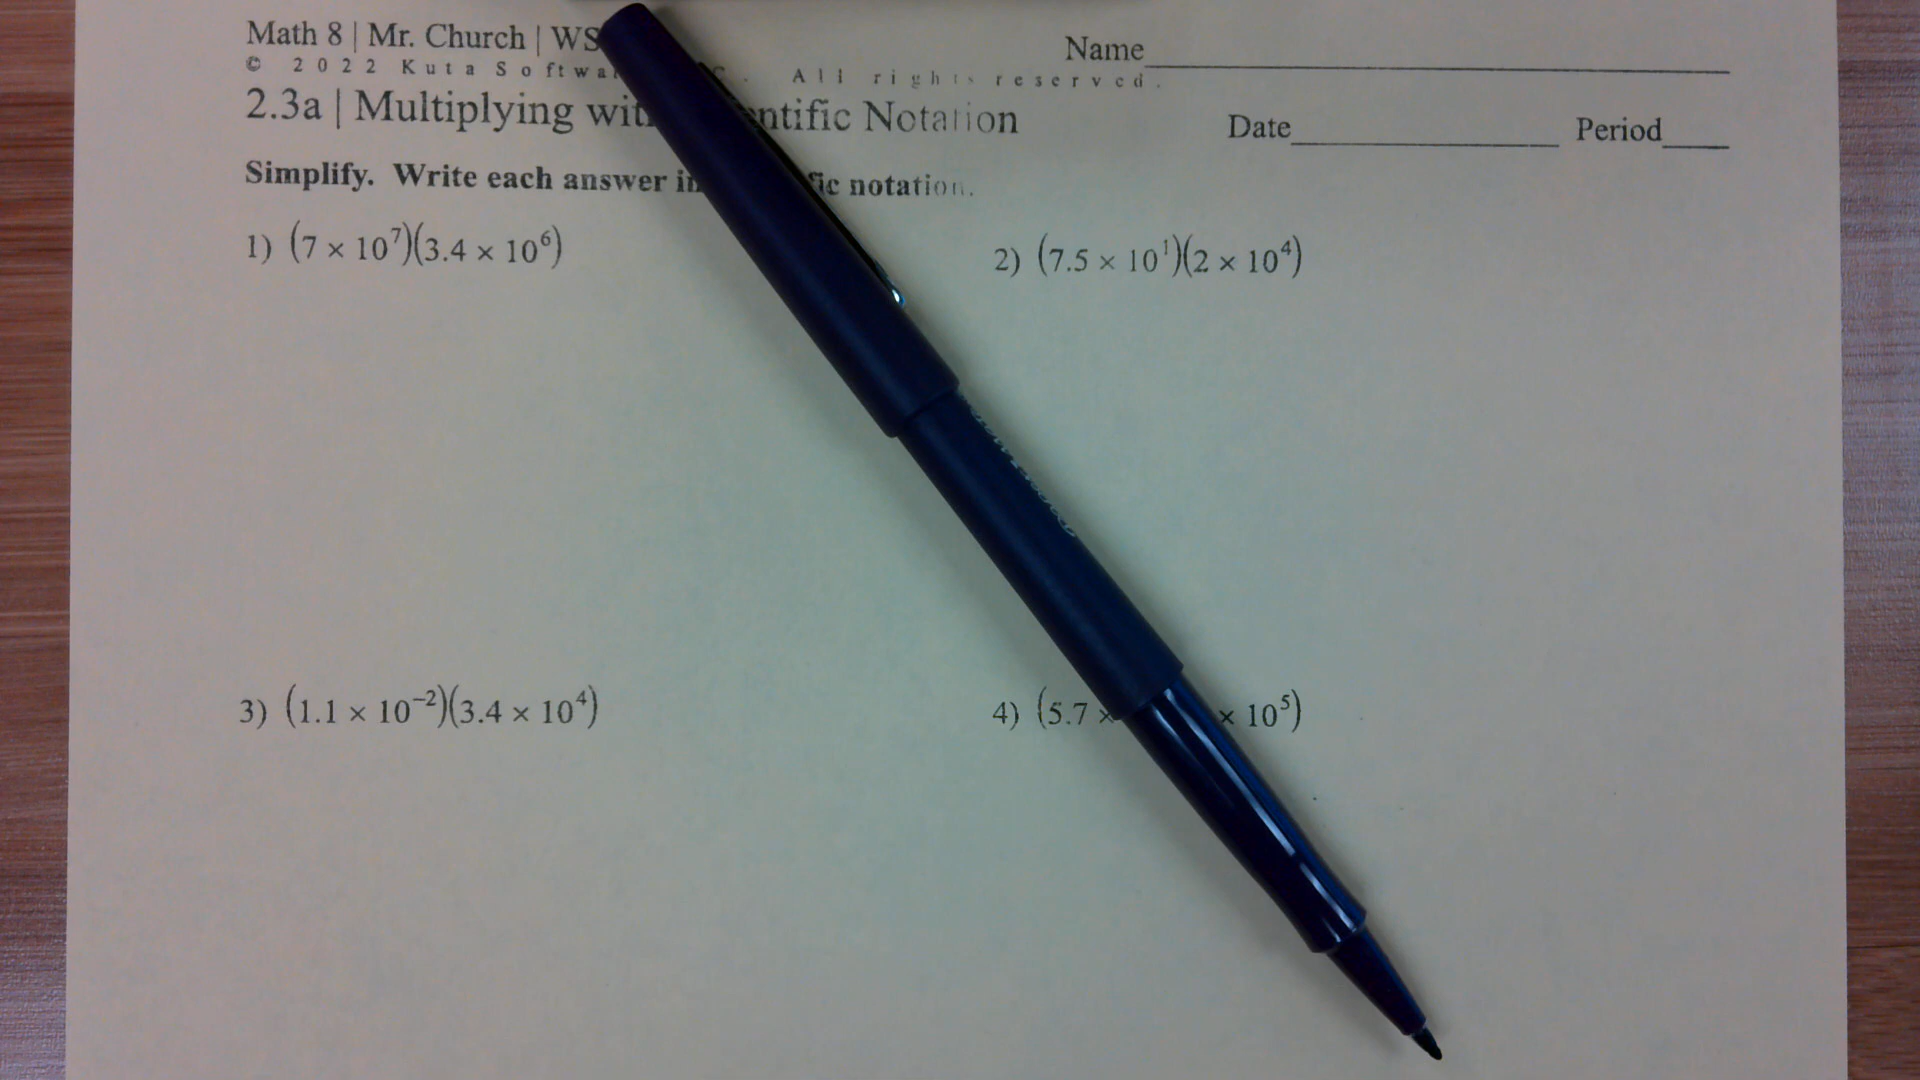 Math 8 | Mr. Church | WS
Name
© 2022 Kuta Softwa C. All rights reserved.
2.3a | Multiplying with ntific Notation
Date Period
Simplify. Write each answer in fic notation.
1) (7 × 10⁷)(3.4 × 10⁶)
2) (7.5 × 10¹)(2 × 10⁴)
3) (1.1 × 10⁻²)(3.4 × 10⁴)
4) (5.7 × × 10⁵)